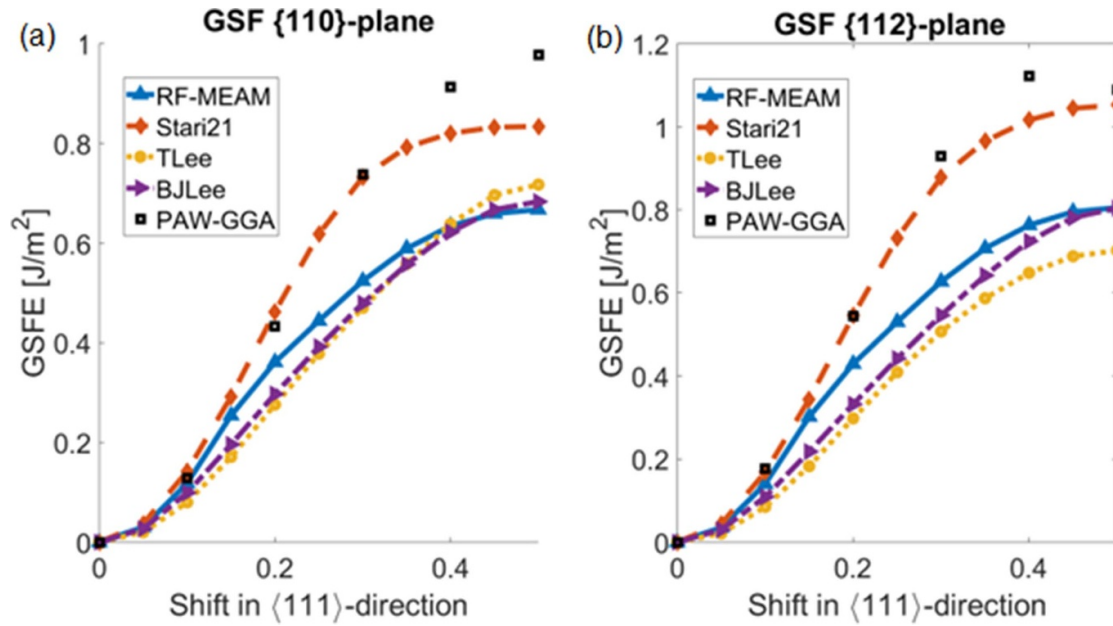 (a)
GSF {110}-plane
1
0.8
0.6
0.4
0.2
0
GSFE [J/m²]
RF-MEAM
Stari21
TLee
BJLee
PAW-GGA
0
0.2
0.4
Shift in ⟨111⟩-direction
(b)
GSF {112}-plane
1.2
1
0.8
0.6
0.4
0.2
0
GSFE [J/m²]
RF-MEAM
Stari21
TLee
BJLee
PAW-GGA
0
0.2
0.4
Shift in ⟨111⟩-direction